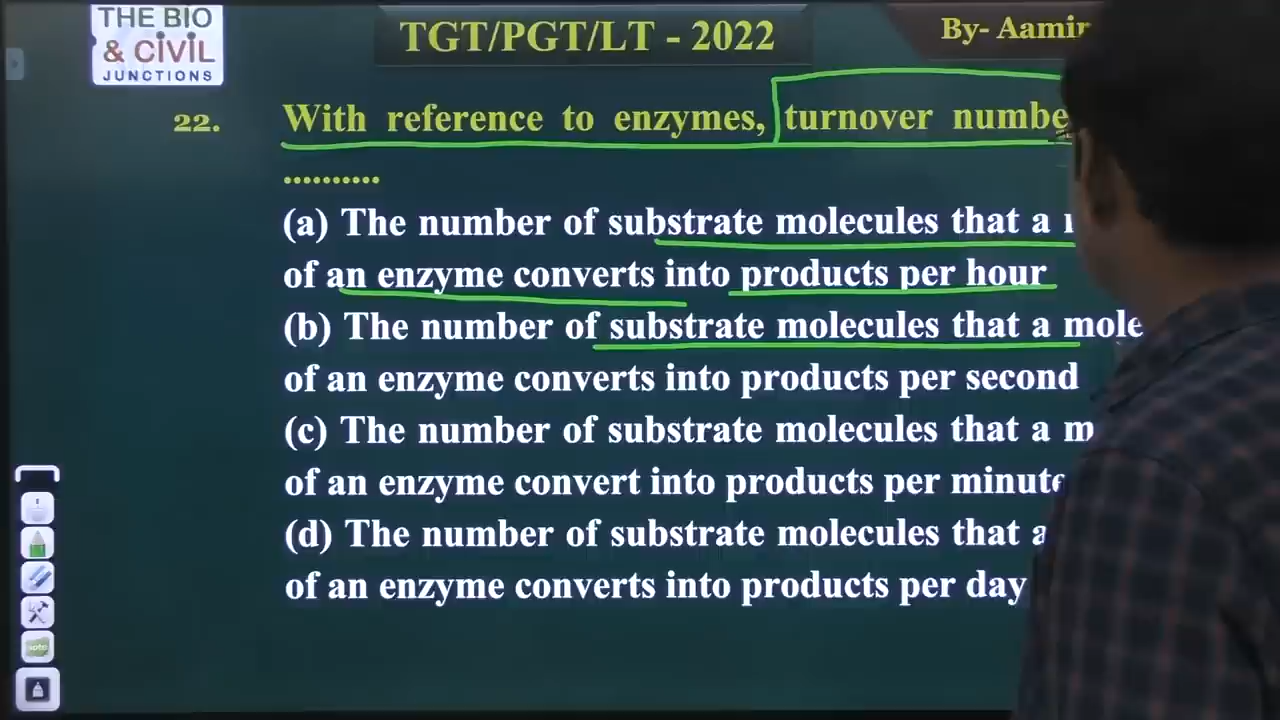 THE BIO
& CIVIL
JUNCTIONS
TGT/PGT/LT - 2022
By- Aamir
22. With reference to enzymes, turnover
..........
(a) The number of substrate molecules that a
of an enzyme converts into products per hour
(b) The number of substrate molecules that a mole
of an enzyme converts into products per second
(c) The number of substrate molecules that a
of an enzyme convert into products per minute
(d) The number of substrate molecules that a
of an enzyme converts into products per day